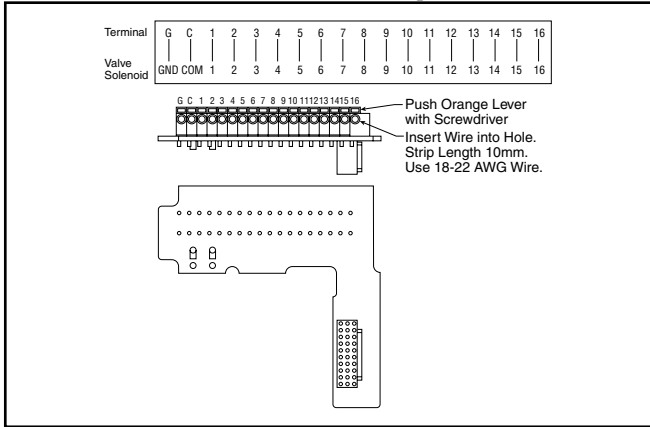 Terminal G C 1 2 3 4 5 6 7 8 9 10 11 12 13 14 15 16
Valve
Solenoid GND COM 1 2 3 4 5 6 7 8 9 10 11 12 13 14 15 16
G C 1 2 3 4 5 6 7 8 9 10 11 12 13 14 15 16
Push Orange Lever
with Screwdriver
Insert Wire into Hole.
Strip Length 10mm.
Use 18-22 AWG Wire.